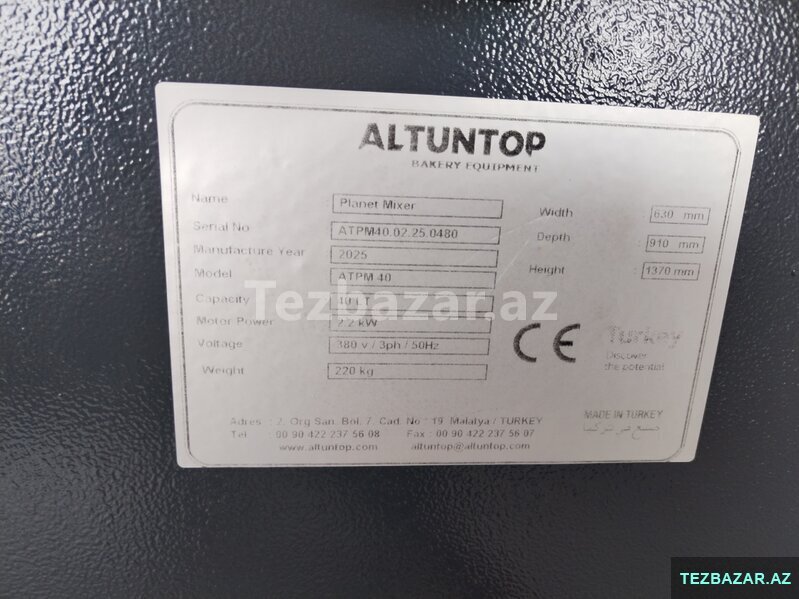 ALTUNTOP
BAKERY EQUIPMENT
Name Planet Mixer
Serial No ATPM40.02.25.0480
Manufacture Year 2025
Model ATPM 40
Capacity 40 LT
Motor Power 2,2 kW
Voltage 380 v / 3ph / 50Hz
Weight 220 kg
Width : 630 mm
Depth : 910 mm
Height : 1370 mm
CE
Turkey
Discover
the potential
MADE IN TURKEY
Adres : 2. Org San. Bol. 7. Cad. No : 19 Malatya / TURKEY
Tel : 00 90 422 237 56 08 Fax : 00 90 422 237 56 07
www.altuntop.com altuntop@altuntop.com
Tezbazar.az
TEZBAZAR.AZ